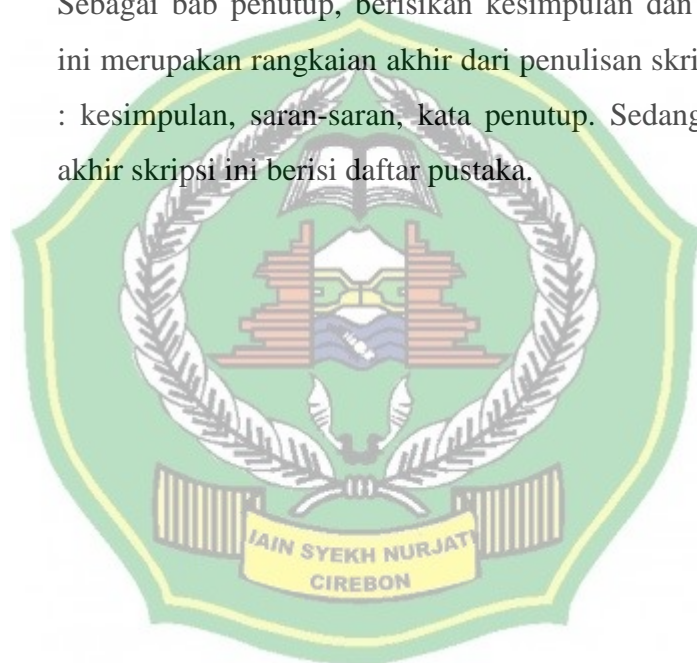 Sebagai bab penutup, berisikan kesimpulan dan
ini merupakan rangkaian akhir dari penulisan skri
: kesimpulan, saran-saran, kata penutup. Sedang
akhir skripsi ini berisi daftar pustaka.
IAIN SYEKH NURJATI
CIREBON